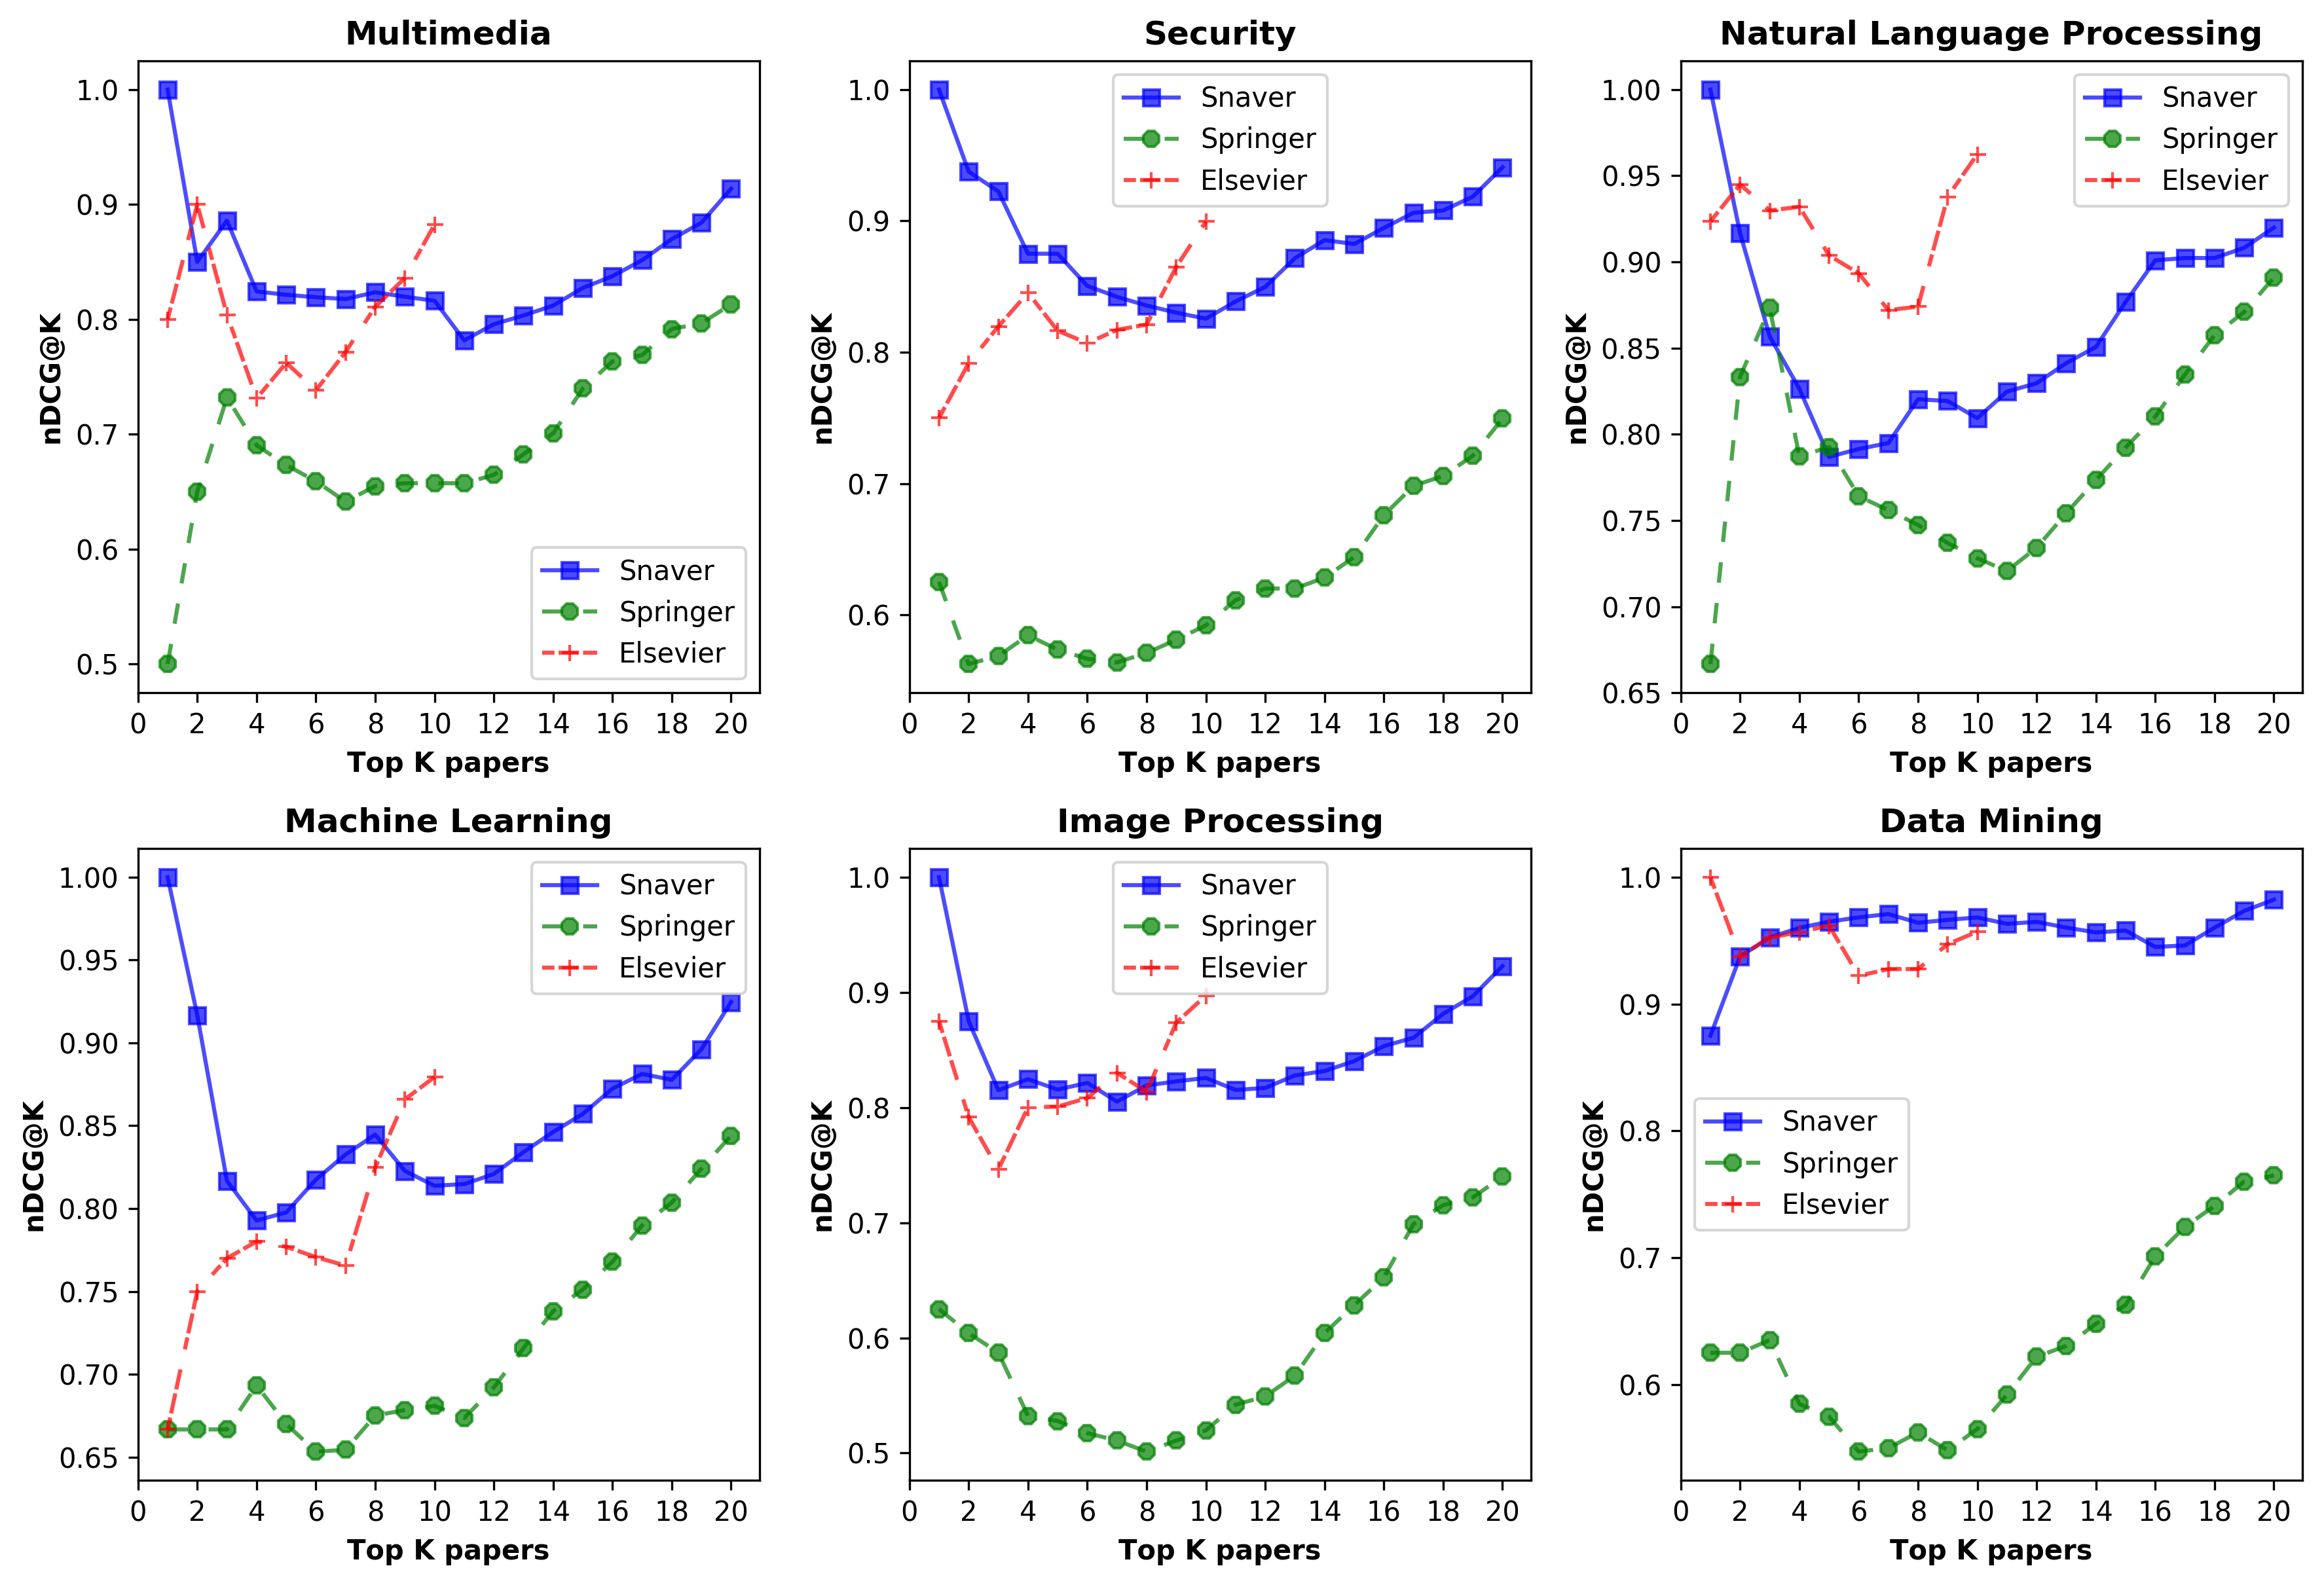 Multimedia
1.0
0.9
0.8
0.7
0.6
0.5
nDCG@K
Snaver
Springer
Elsevier
0 2 4 6 8 10 12 14 16 18 20
Top K papers
Security
1.0
0.9
0.8
0.7
0.6
nDCG@K
Snaver
Springer
Elsevier
0 2 4 6 8 10 12 14 16 18 20
Top K papers
Natural Language Processing
1.00
0.95
0.90
0.85
0.80
0.75
0.70
0.65
nDCG@K
Snaver
Springer
Elsevier
0 2 4 6 8 10 12 14 16 18 20
Top K papers
Machine Learning
1.00
0.95
0.90
0.85
0.80
0.75
0.70
0.65
nDCG@K
Snaver
Springer
Elsevier
0 2 4 6 8 10 12 14 16 18 20
Top K papers
Image Processing
1.0
0.9
0.8
0.7
0.6
0.5
nDCG@K
Snaver
Springer
Elsevier
0 2 4 6 8 10 12 14 16 18 20
Top K papers
Data Mining
1.0
0.9
0.8
0.7
0.6
nDCG@K
Snaver
Springer
Elsevier
0 2 4 6 8 10 12 14 16 18 20
Top K papers